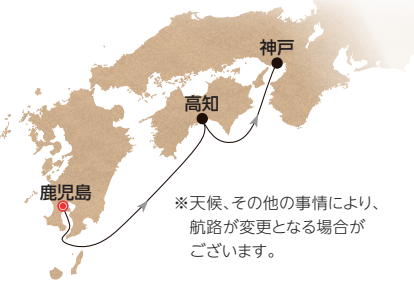 神戸
高知
鹿児島
※天候、その他の事情により、
航路が変更となる場合が
ございます。